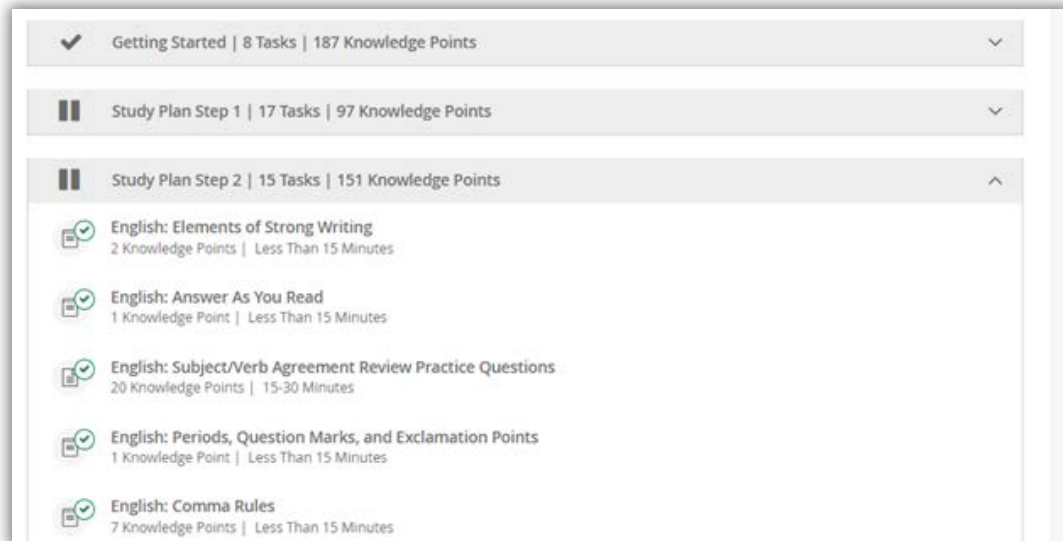 Getting Started | 8 Tasks | 187 Knowledge Points
Study Plan Step 1 | 17 Tasks | 97 Knowledge Points
Study Plan Step 2 | 15 Tasks | 151 Knowledge Points
English: Elements of Strong Writing
2 Knowledge Points | Less Than 15 Minutes
English: Answer As You Read
1 Knowledge Point | Less Than 15 Minutes
English: Subject/Verb Agreement Review Practice Questions
20 Knowledge Points | 15-30 Minutes
English: Periods, Question Marks, and Exclamation Points
1 Knowledge Point | Less Than 15 Minutes
English: Comma Rules
7 Knowledge Points | Less Than 15 Minutes